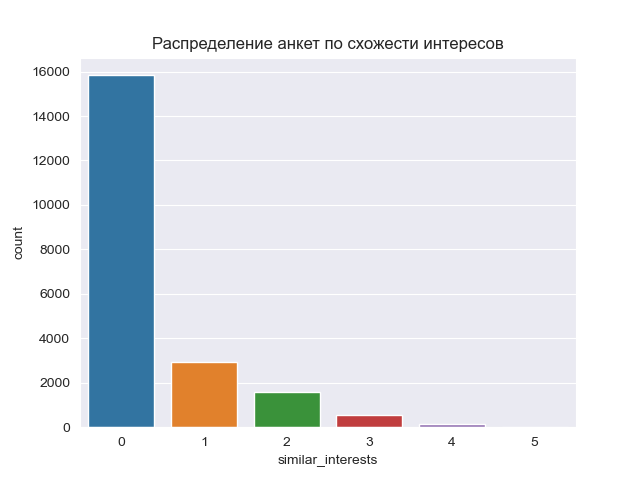 Распределение анкет по схожести интересов
16000
14000
12000
10000
8000
6000
4000
2000
0
count
0 1 2 3 4 5
similar_interests